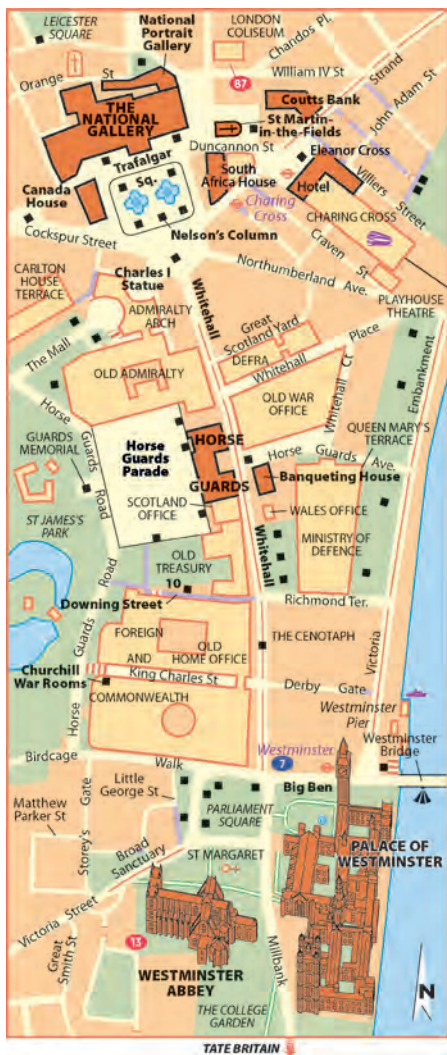 LEICESTER
SQUARE
National
Portrait
Gallery
LONDON
COLISEUM
Chandos Pl.
Orange St
William IV St
Strand
87
John Adam St
THE
NATIONAL
GALLERY
Coutts Bank
St Martin-
in-the-Fields
Duncannon St
Eleanor Cross
Trafalgar
Sq.
South
Africa House
Hotel
Villiers Street
Canada
House
Charing
Cross
CHARING CROSS
Cockspur Street
Nelson's Column
Craven St
Northumberland Ave.
CARLTON
HOUSE
TERRACE
Charles I
Statue
Whitehall
ADMIRALTY
ARCH
PLAYHOUSE
THEATRE
Great
Scotland Yard
The Mall
DEFRA
Whitehall Place
OLD ADMIRALTY
OLD WAR
OFFICE
Whitehall Ct
Embankment
Horse Guards Road
QUEEN MARY'S
TERRACE
GUARDS
MEMORIAL
Horse
Guards
Parade
HORSE
GUARDS
Horse Guards Ave.
Banqueting House
SCOTLAND
OFFICE
WALES OFFICE
ST JAMES'S
PARK
MINISTRY OF
DEFENCE
OLD
TREASURY
Whitehall
10
Downing Street
Richmond Ter.
FOREIGN
AND
OLD
HOME OFFICE
THE CENOTAPH
Victoria
Churchill
War Rooms
King Charles St
COMMONWEALTH
Derby Gate
Horse Guards Road
Westminster
Pier
Westminster
7
Westminster
Bridge
Birdcage Walk
Little
George St
Big Ben
Matthew
Parker St
Storey's Gate
PARLIAMENT
SQUARE
PALACE OF
WESTMINSTER
Broad
Sanctuary
ST MARGARET
Victoria Street
Great
Smith St
13
WESTMINSTER
ABBEY
Millbank
THE COLLEGE
GARDEN
N
TATE BRITAIN